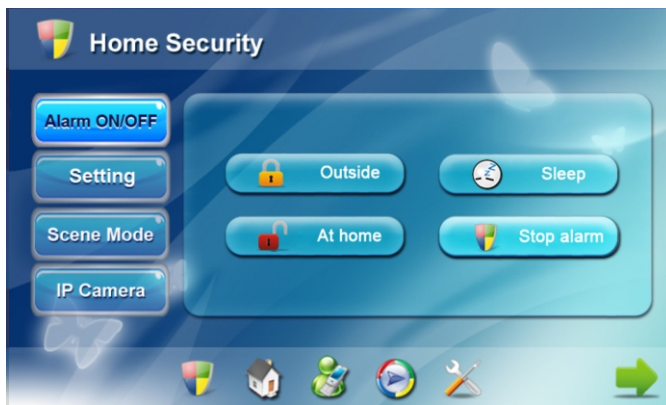 Home Security
Alarm ON/OFF
Setting
Scene Mode
IP Camera
Outside
Sleep
At home
Stop alarm